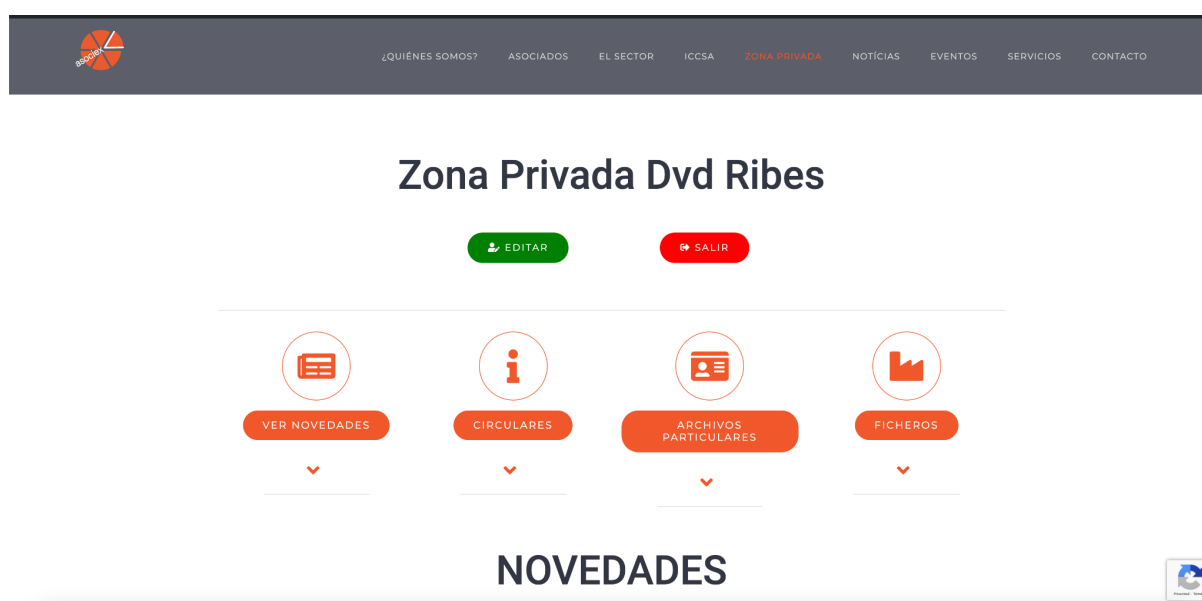 asociex
¿QUIÉNES SOMOS? ASOCIADOS EL SECTOR ICCSA ZONA PRIVADA NOTÍCIAS EVENTOS SERVICIOS CONTACTO
Zona Privada Dvd Ribes
EDITAR SALIR
VER NOVEDADES CIRCULARES ARCHIVOS
PARTICULARES FICHEROS
NOVEDADES